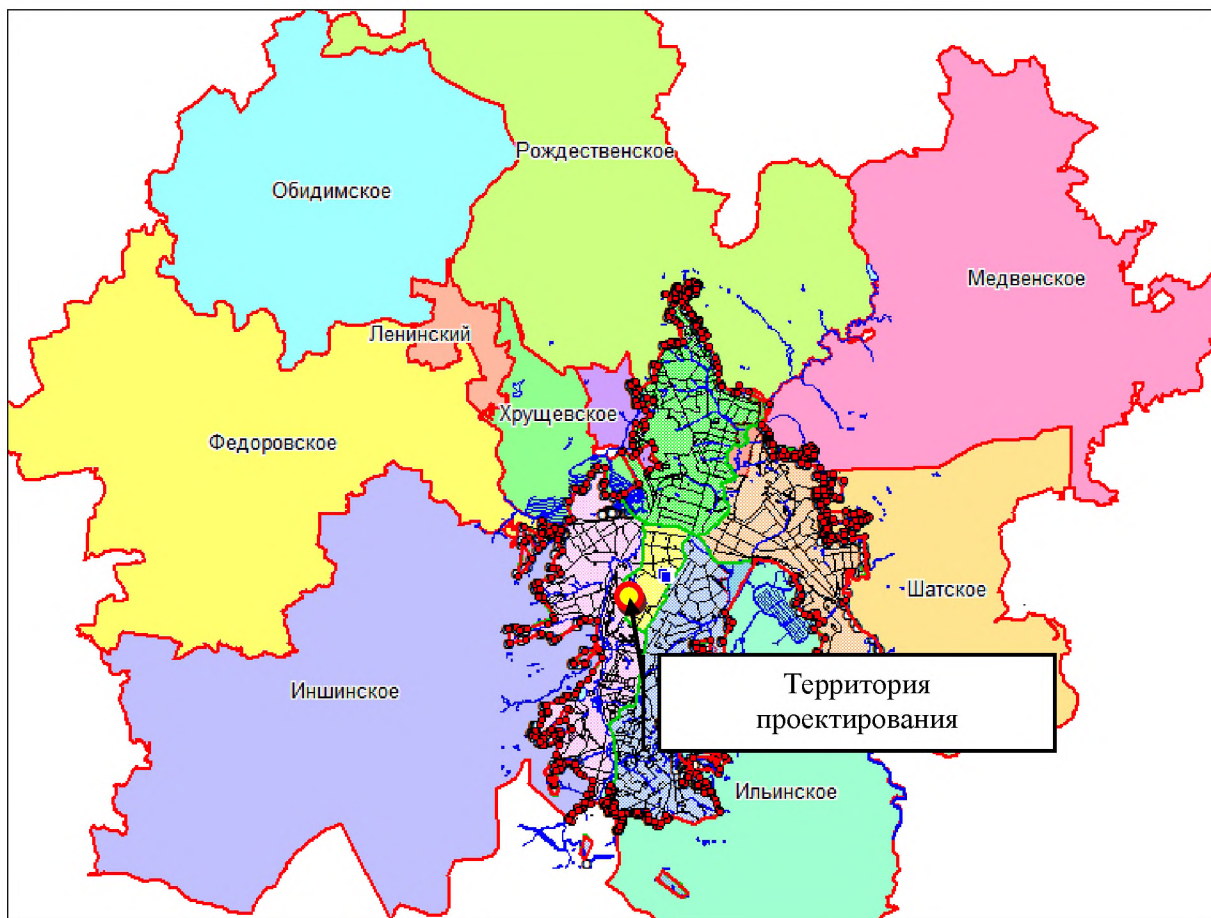 Рождественское
Обидимское
Медвенское
Ленинский
Хрущевское
Федоровское
Шатское
Иншинское
Территория
проектирования
Ильинское